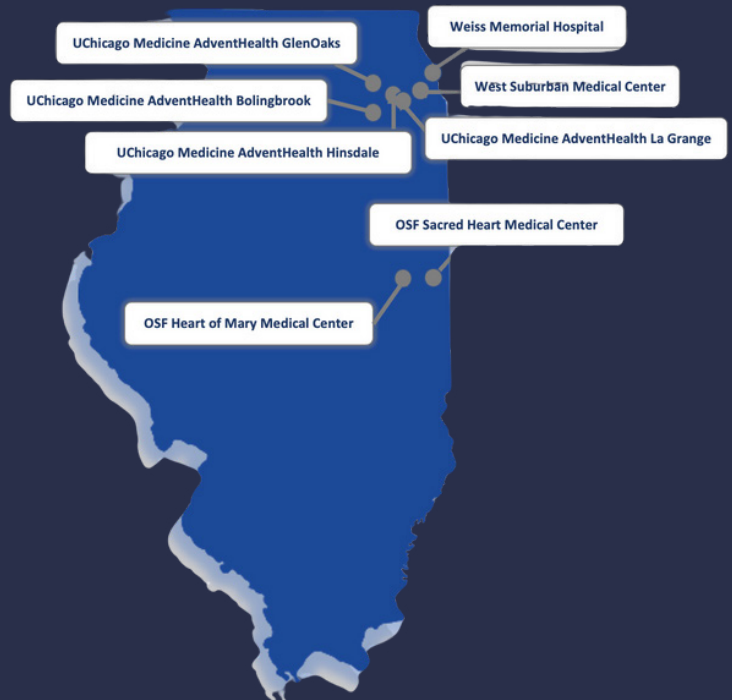 Weiss Memorial Hospital
UChicago Medicine AdventHealth GlenOaks
West Suburban Medical Center
UChicago Medicine AdventHealth Bolingbrook
UChicago Medicine AdventHealth La Grange
UChicago Medicine AdventHealth Hinsdale
OSF Sacred Heart Medical Center
OSF Heart of Mary Medical Center